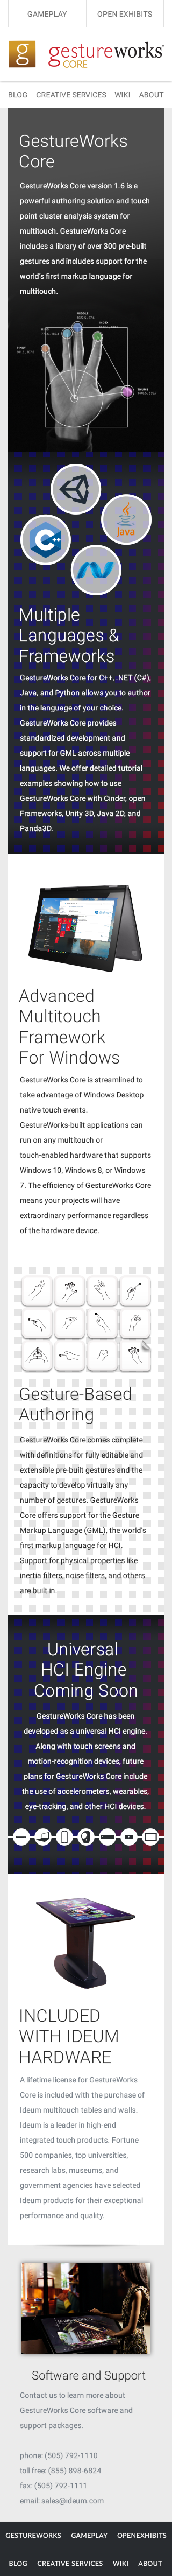 GAMEPLAY OPEN EXHIBITS
gestureworks
CORE
BLOG CREATIVE SERVICES WIKI ABOUT
GestureWorks
Core
GestureWorks Core version 1.6 is a
powerful authoring solution and touch
point cluster analysis system for
multitouch. GestureWorks Core
includes a library of over 300 pre-built
gestures and includes support for the
world's first markup language for
multitouch.
Java
Multiple
Languages &
Frameworks
GestureWorks Core for C++, .NET (C#),
Java, and Python allows you to author
in the language of your choice.
GestureWorks Core provides
standardized development and
support for GML across multiple
languages. We offer detailed tutorial
examples showing how to use
GestureWorks Core with Cinder, open
Frameworks, Unity 3D, Java 2D, and
Panda3D.
Advanced
Multitouch
Framework
For Windows
GestureWorks Core is streamlined to
take advantage of Windows Desktop
native touch events.
GestureWorks-built applications can
run on any multitouch or
touch-enabled hardware that supports
Windows 10, Windows 8, or Windows
7. The efficiency of GestureWorks Core
means your projects will have
extraordinary performance regardless
of the hardware device.
Gesture-Based
Authoring
GestureWorks Core comes complete
with definitions for fully editable and
extensible pre-built gestures and the
capacity to develop virtually any
number of gestures. GestureWorks
Core offers support for the Gesture
Markup Language (GML), the world's
first markup language for HCI.
Support for physical properties like
inertia filters, noise filters, and others
are built in.
Universal
HCI Engine
Coming Soon
GestureWorks Core has been
developed as a universal HCI engine.
Along with touch screens and
motion-recognition devices, future
plans for GestureWorks Core include
the use of accelerometers, wearables,
eye-tracking, and other HCI devices.
INCLUDED
WITH IDEUM
HARDWARE
A lifetime license for GestureWorks
Core is included with the purchase of
Ideum multitouch tables and walls.
Ideum is a leader in high-end
integrated touch products. Fortune
500 companies, top universities,
research labs, museums, and
government agencies have selected
Ideum products for their exceptional
performance and quality.
Software and Support
Contact us to learn more about
GestureWorks Core software and
support packages.
phone: (505) 792-1110
toll free: (855) 898-6824
fax: (505) 792-1111
email: sales@ideum.com
GESTUREWORKS GAMEPLAY OPENEXHIBITS
BLOG CREATIVE SERVICES WIKI ABOUT